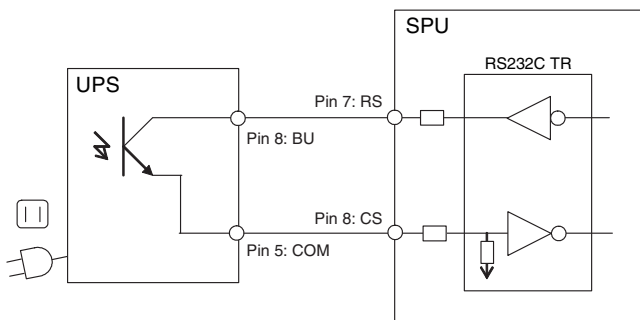 SPU
RS232C TR
UPS
Pin 7: RS
Pin 8: BU
Pin 8: CS
Pin 5: COM